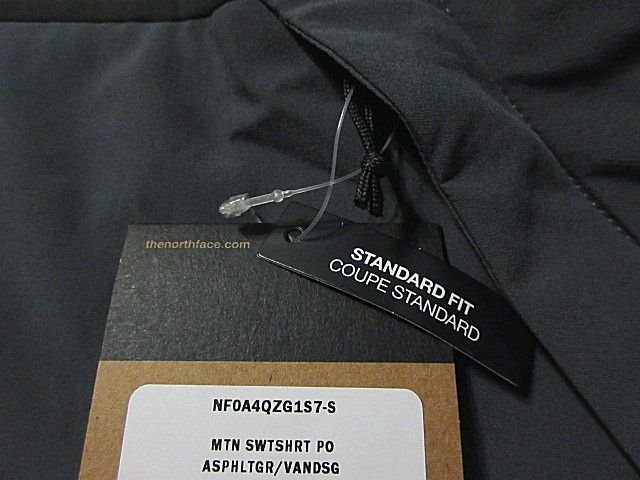 thenorthface.com
STANDARD FIT
COUPE STANDARD
NF0A4QZG1S7-S
MTN SWTSHRT PO
ASPHLTGR/VANDSG